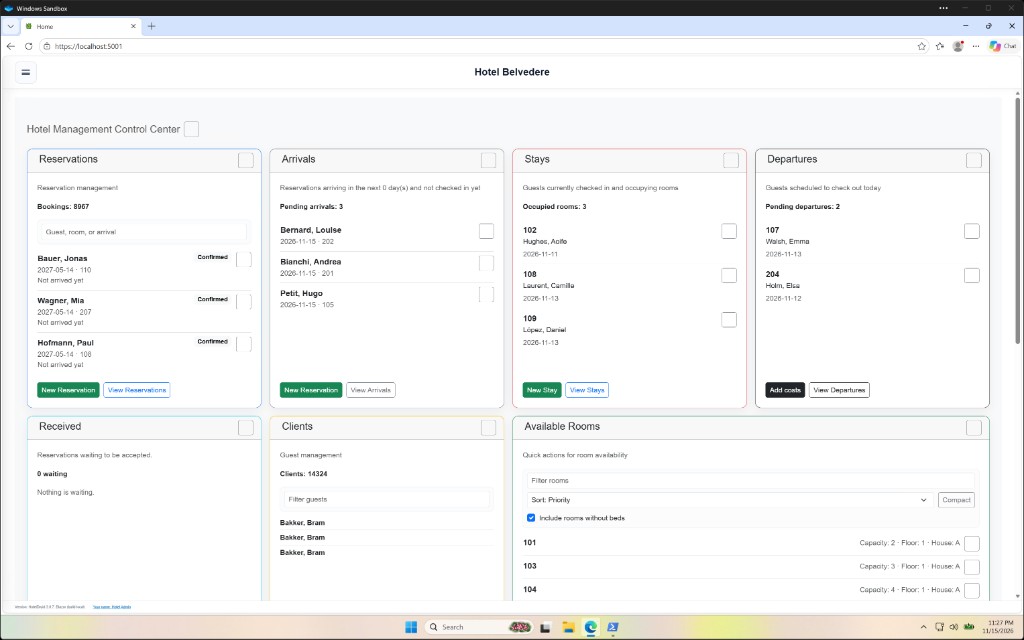 Windows Sandbox
Home
https://localhost:5001
Chat
Hotel Belvedere
Hotel Management Control Center
Reservations
Reservation management
Bookings: 8967
Guest, room, or arrival
Bauer, Jonas
Confirmed
2027-05-14 · 110
Not arrived yet
Wagner, Mia
Confirmed
2027-05-14 · 207
Not arrived yet
Hofmann, Paul
Confirmed
2027-05-14 · 106
Not arrived yet
New Reservation
View Reservations
Arrivals
Reservations arriving in the next 0 day(s) and not checked in yet
Pending arrivals: 3
Bernard, Louise
2026-11-15 · 202
Bianchi, Andrea
2026-11-15 · 201
Petit, Hugo
2026-11-15 · 105
New Reservation
View Arrivals
Stays
Guests currently checked in and occupying rooms
Occupied rooms: 3
102
Hughes, Aoife
2026-11-11
108
Laurent, Camille
2026-11-13
109
López, Daniel
2026-11-13
New Stay
View Stays
Departures
Guests scheduled to check out today
Pending departures: 2
107
Walsh, Emma
2026-11-13
204
Holm, Elsa
2026-11-12
Add costs
View Departures
Received
Reservations waiting to be accepted.
0 waiting
Nothing is waiting.
Clients
Guest management
Clients: 14324
Filter guests
Bakker, Bram
Bakker, Bram
Bakker, Bram
Available Rooms
Quick actions for room availability
Filter rooms
Sort: Priority
Compact
Include rooms without beds
101
Capacity: 2 · Floor: 1 · House: A
103
Capacity: 3 · Floor: 1 · House: A
104
Capacity: 4 · Floor: 1 · House: A
Search
11:27 PM
11/15/2026